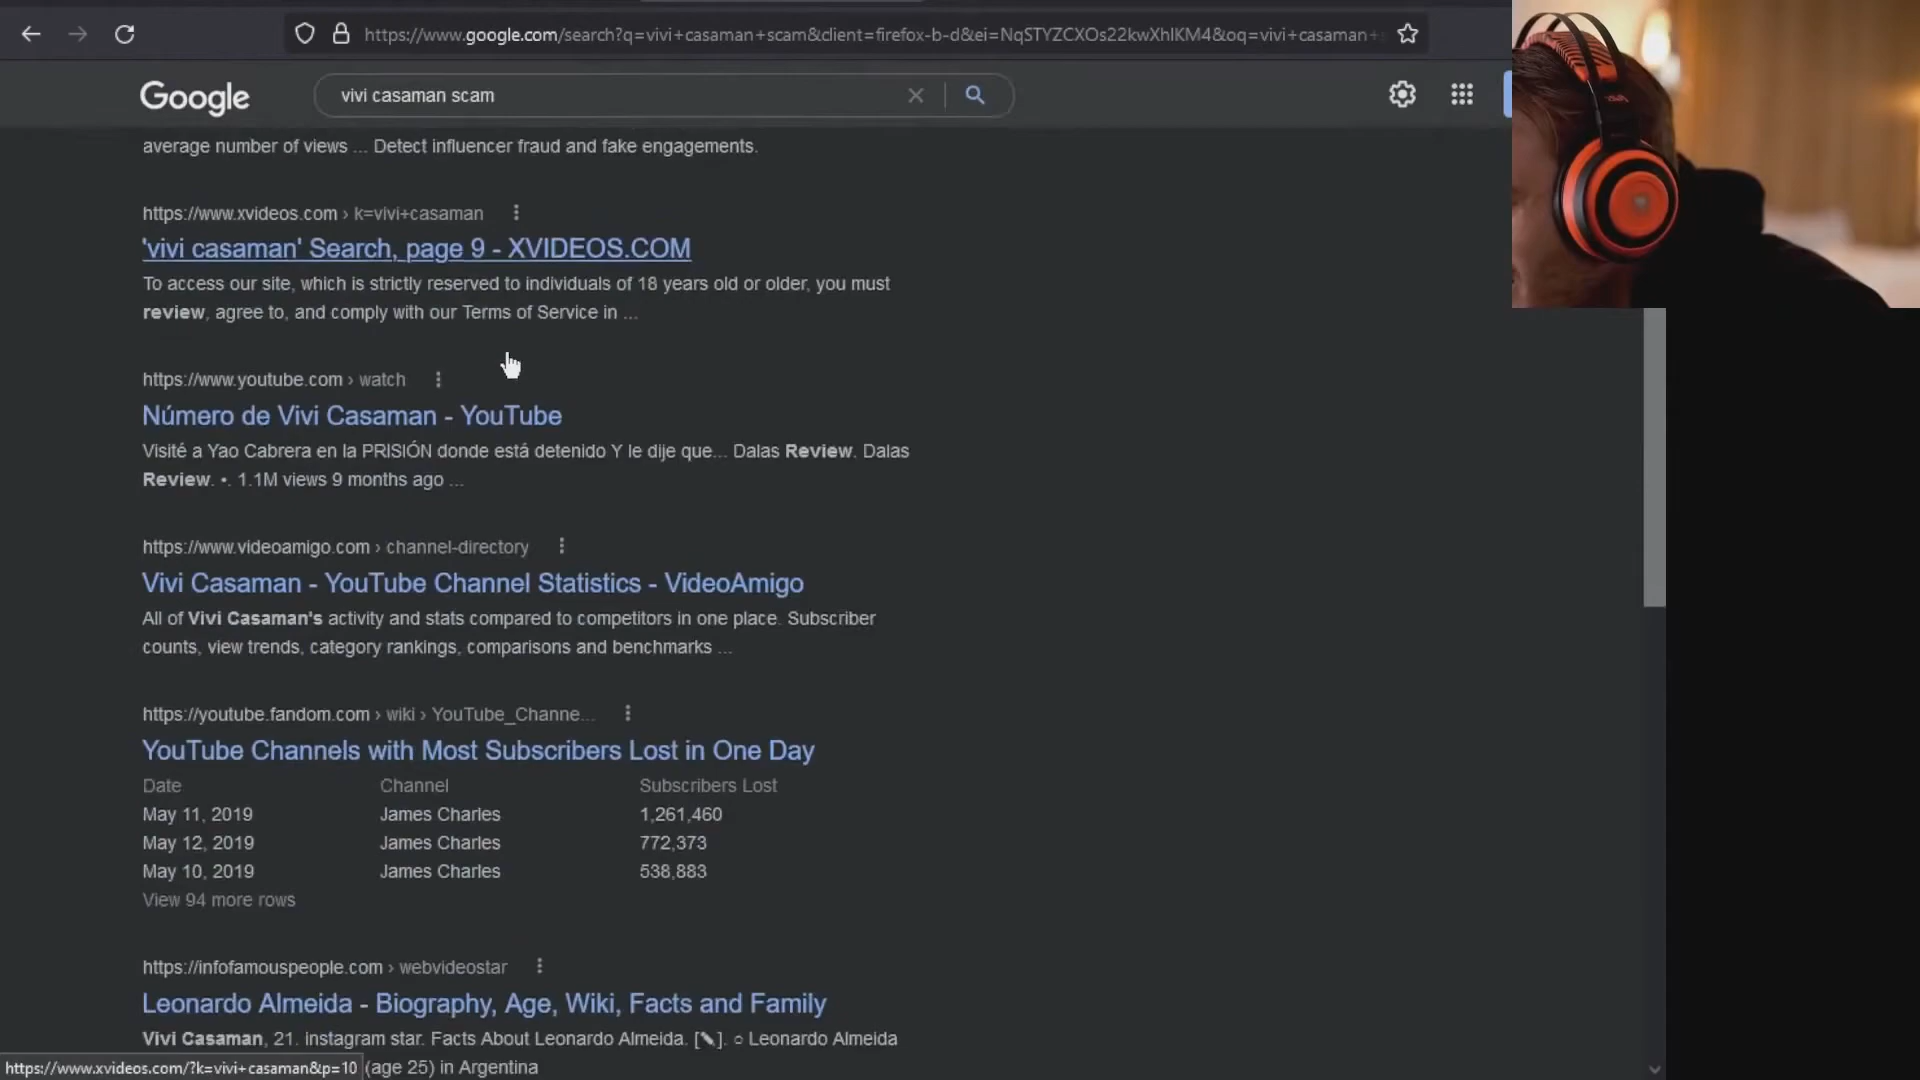 https://www.google.com/search?q=vivi+casaman+scam&client=firefox-b-d&ei=NqSTYZCXOs22kwXhIKM4&oq=vivi+casaman+
Google
vivi casaman scam
average number of views ... Detect influencer fraud and fake engagements.
https://www.xvideos.com › k=vivi+casaman
'vivi casaman' Search, page 9 - XVIDEOS.COM
To access our site, which is strictly reserved to individuals of 18 years old or older, you must
review, agree to, and comply with our Terms of Service in ...
https://www.youtube.com › watch
Número de Vivi Casaman - YouTube
Visité a Yao Cabrera en la PRISIÓN donde está detenido Y le dije que... Dalas Review. Dalas
Review. •. 1.1M views 9 months ago ...
https://www.videoamigo.com › channel-directory
Vivi Casaman - YouTube Channel Statistics - VideoAmigo
All of Vivi Casaman's activity and stats compared to competitors in one place. Subscriber
counts, view trends, category rankings, comparisons and benchmarks ...
https://youtube.fandom.com › wiki › YouTube_Channe...
YouTube Channels with Most Subscribers Lost in One Day
Date Channel Subscribers Lost
May 11, 2019 James Charles 1,261,460
May 12, 2019 James Charles 772,373
May 10, 2019 James Charles 538,883
View 94 more rows
https://infofamouspeople.com › webvideostar
Leonardo Almeida - Biography, Age, Wiki, Facts and Family
Vivi Casaman, 21. instagram star. Facts About Leonardo Almeida. [✎]. ○ Leonardo Almeida
(age 25) in Argentina
https://www.xvideos.com/?k=vivi+casaman&p=10